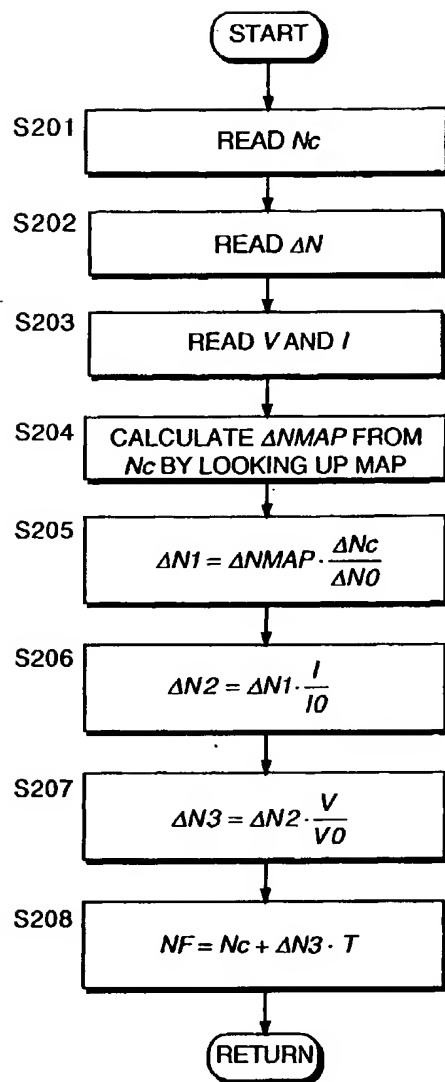 START
S201
READ Nc
S202
READ ΔN
S203
READ V AND I
S204
CALCULATE ΔNMAP FROM
Nc BY LOOKING UP MAP
S205
ΔN1 = ΔNMAP · ΔNc / ΔN0
S206
ΔN2 = ΔN1 · I / I0
S207
ΔN3 = ΔN2 · V / V0
S208
NF = Nc + ΔN3 · T
RETURN